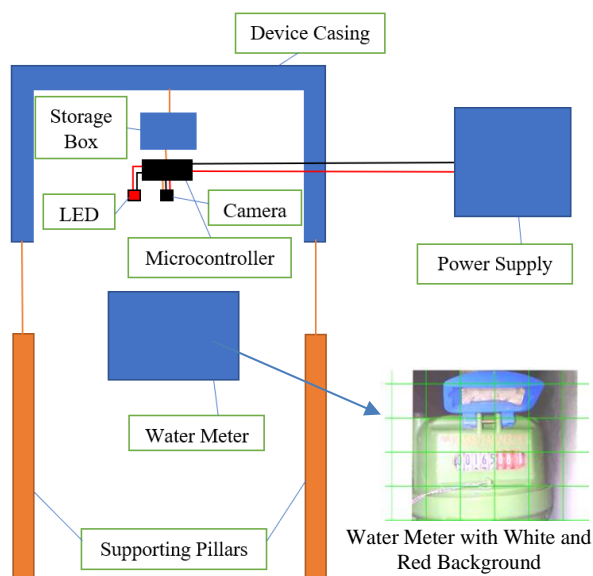 Device Casing
Storage
Box
LED
Camera
Microcontroller
Power Supply
Water Meter
Supporting Pillars
Water Meter with White and
Red Background